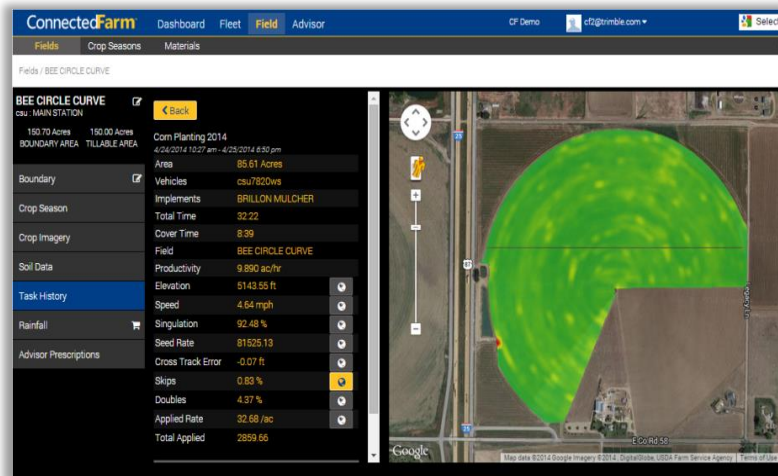 ConnectedFarm Dashboard Fleet Field Advisor CF Demo cf2@trimble.com Select
Fields Crop Seasons Materials
Fields / BEE CIRCLE CURVE
BEE CIRCLE CURVE
csu : MAIN STATION
150.70 Acres 150.00 Acres
BOUNDARY AREA TILLABLE AREA
Boundary
Crop Season
Crop Imagery
Soil Data
Task History
Rainfall
Advisor Prescriptions
Back
Corn Planting 2014
4/24/2014 10:27 am - 4/25/2014 6:50 pm
Area 85.61 Acres
Vehicles csu7820ws
Implements BRILLON MULCHER
Total Time 32:22
Cover Time 8:39
Field BEE CIRCLE CURVE
Productivity 9.890 ac/hr
Elevation 5143.55 ft
Speed 4.64 mph
Singulation 92.48 %
Seed Rate 81525.13
Cross Track Error -0.07 ft
Skips 0.83 %
Doubles 4.37 %
Applied Rate 32.68 /ac
Total Applied 2859.66
25
Legacy Ln
25
E Co Rd 58
Google
Map data ©2014 Google Imagery ©2014 , DigitalGlobe, USDA Farm Service Agency Terms of Use